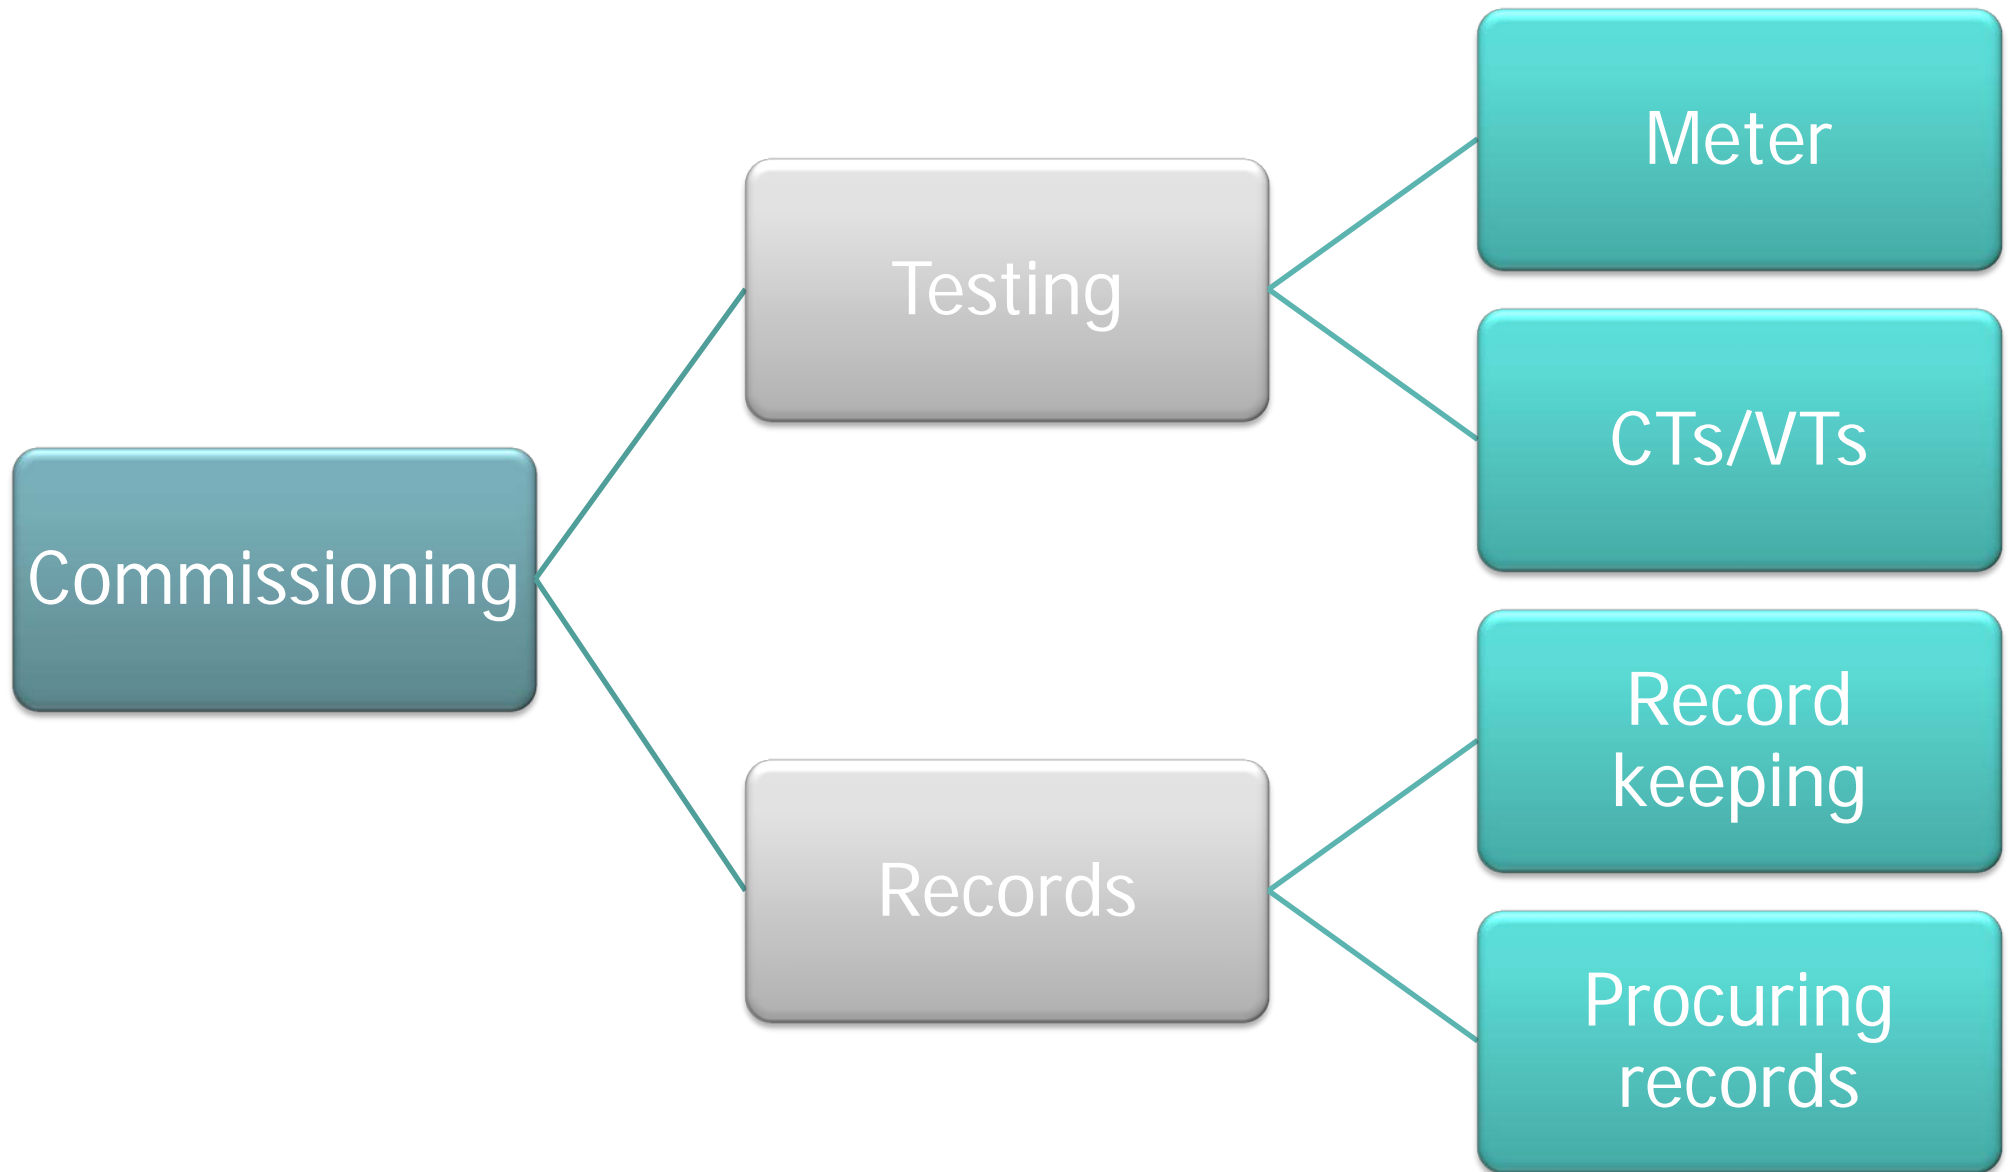 Commissioning
Testing
Records
Meter
CTs/VTs
Record
keeping
Procuring
records